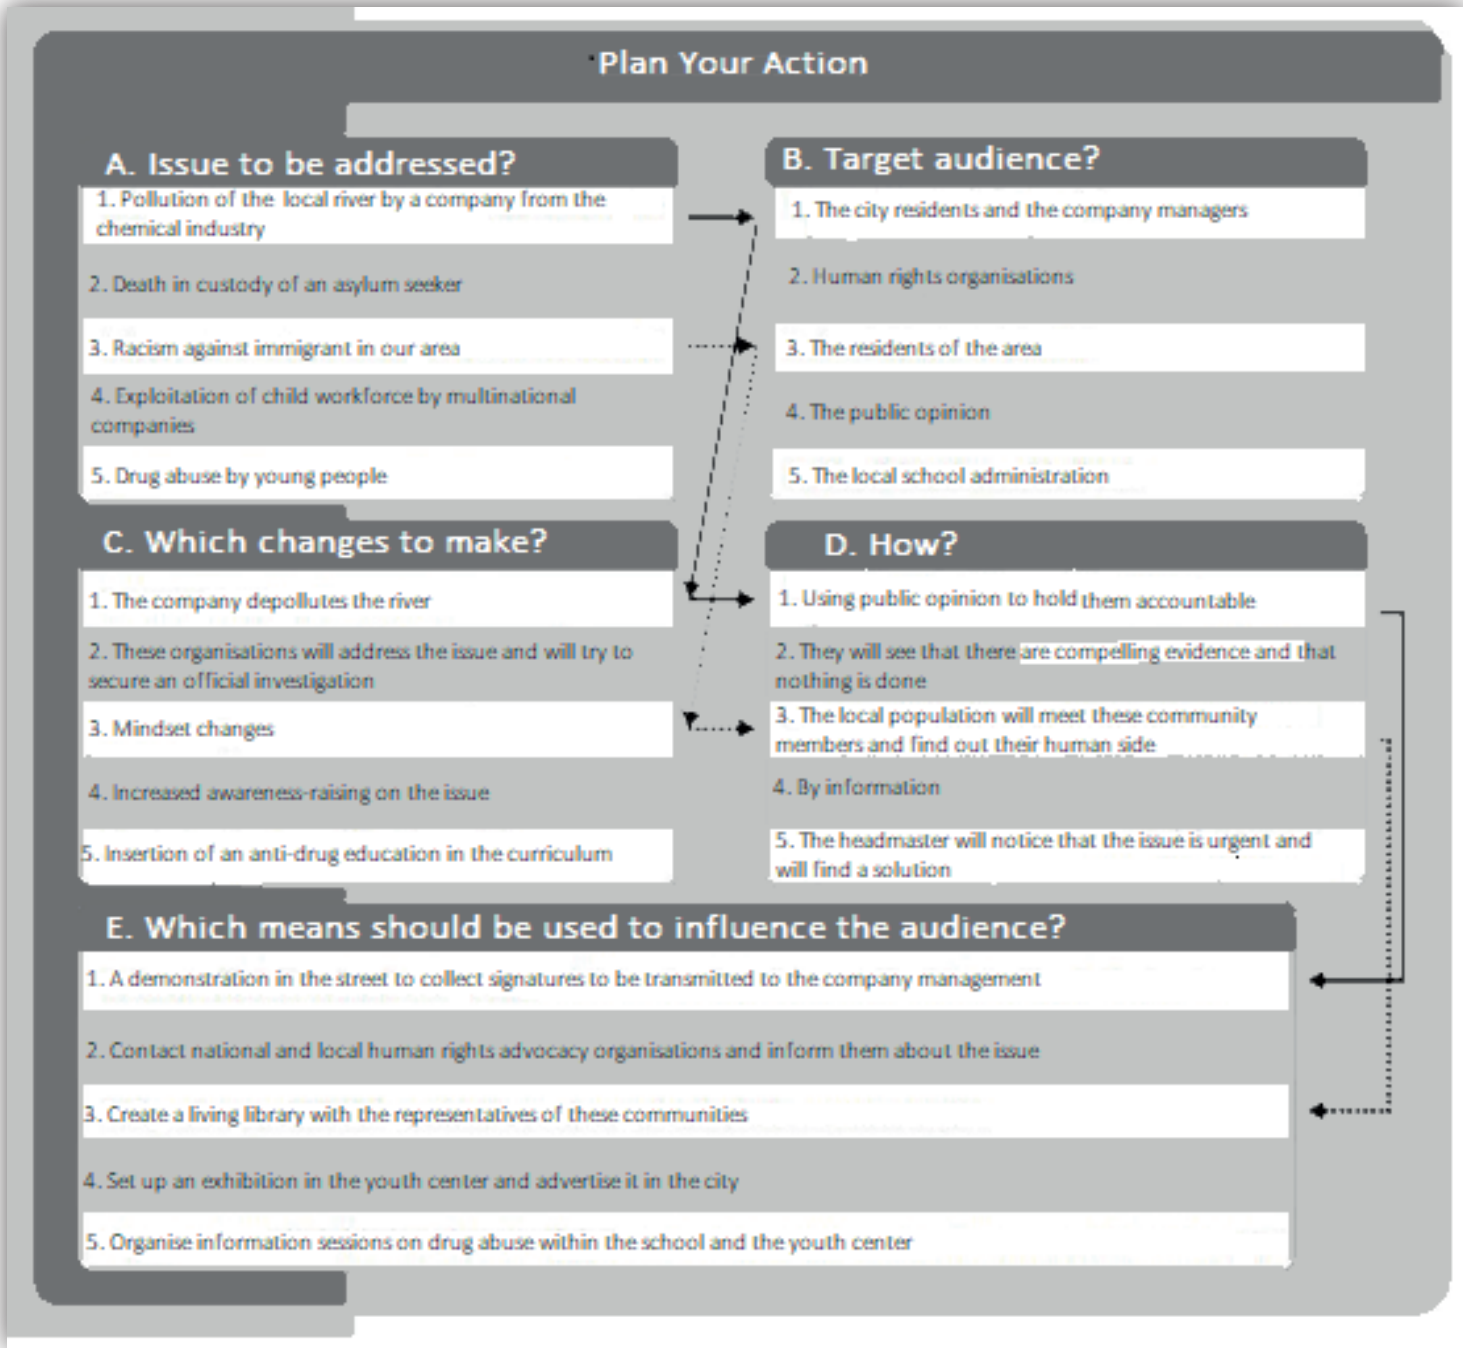 Plan Your Action
A. Issue to be addressed?
1. Pollution of the local river by a company from the
chemical industry
2. Death in custody of an asylum seeker
3. Racism against immigrant in our area
4. Exploitation of child workforce by multinational
companies
5. Drug abuse by young people
B. Target audience?
1. The city residents and the company managers
2. Human rights organisations
3. The residents of the area
4. The public opinion
5. The local school administration
C. Which changes to make?
1. The company depollutes the river
2. These organisations will address the issue and will try to
secure an official investigation
3. Mindset changes
4. Increased awareness-raising on the issue
5. Insertion of an anti-drug education in the curriculum
D. How?
1. Using public opinion to hold them accountable
2. They will see that there are compelling evidence and that
nothing is done
3. The local population will meet these community
members and find out their human side
4. By information
5. The headmaster will notice that the issue is urgent and
will find a solution
E. Which means should be used to influence the audience?
1. A demonstration in the street to collect signatures to be transmitted to the company management
2. Contact national and local human rights advocacy organisations and inform them about the issue
3. Create a living library with the representatives of these communities
4. Set up an exhibition in the youth center and advertise it in the city
5. Organise information sessions on drug abuse within the school and the youth center